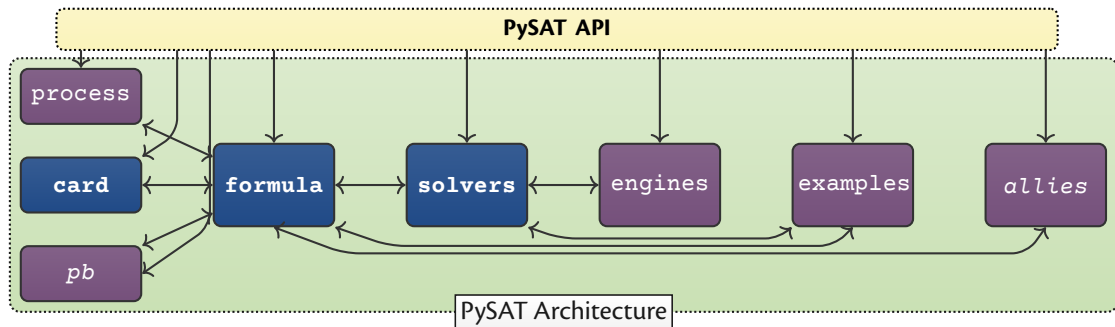 PySAT API
process
card
pb
formula
solvers
engines
examples
allies
PySAT Architecture